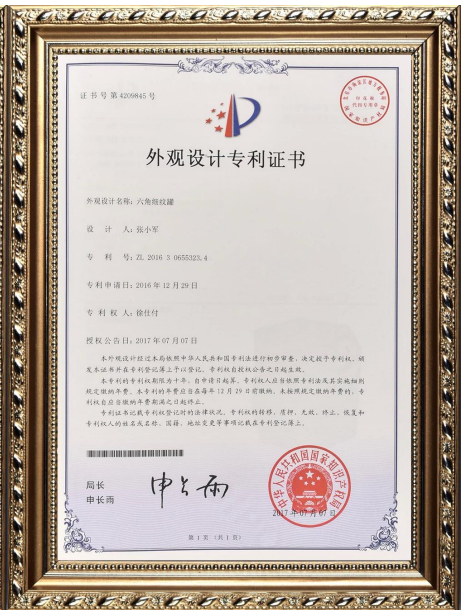 证书号第4209845号
外观设计专利证书
外观设计名称：六角细纹罐
设 计 人：张小军
专 利 号：ZL 2016 3 0655323.4
专利申请日：2016年12月29日
专 利 权 人：徐仕付
授权公告日：2017年07月07日
本外观设计经过本局依照中华人民共和国专利法进行初步审查，决定授予专利权，颁
发本证书并在专利登记簿上予以登记。专利权自授权公告之日起生效。
本专利的专利权期限为十年，自申请日起算。专利权人应当依照专利法及其实施细则
规定缴纳年费。本专利的年费应当在每年12月29日前缴纳。未按照规定缴纳年费的，专
利权自应当缴纳年费期满之日起终止。
专利证书记载专利权登记时的法律状况。专利权的转移、质押、无效、终止、恢复和
专利权人的姓名或名称、国籍、地址变更等事项记载在专利登记簿上。
局长
申长雨
申长雨
中华人民共和国国家知识产权局
2017年07月07日
第 1 页 （共 1 页）